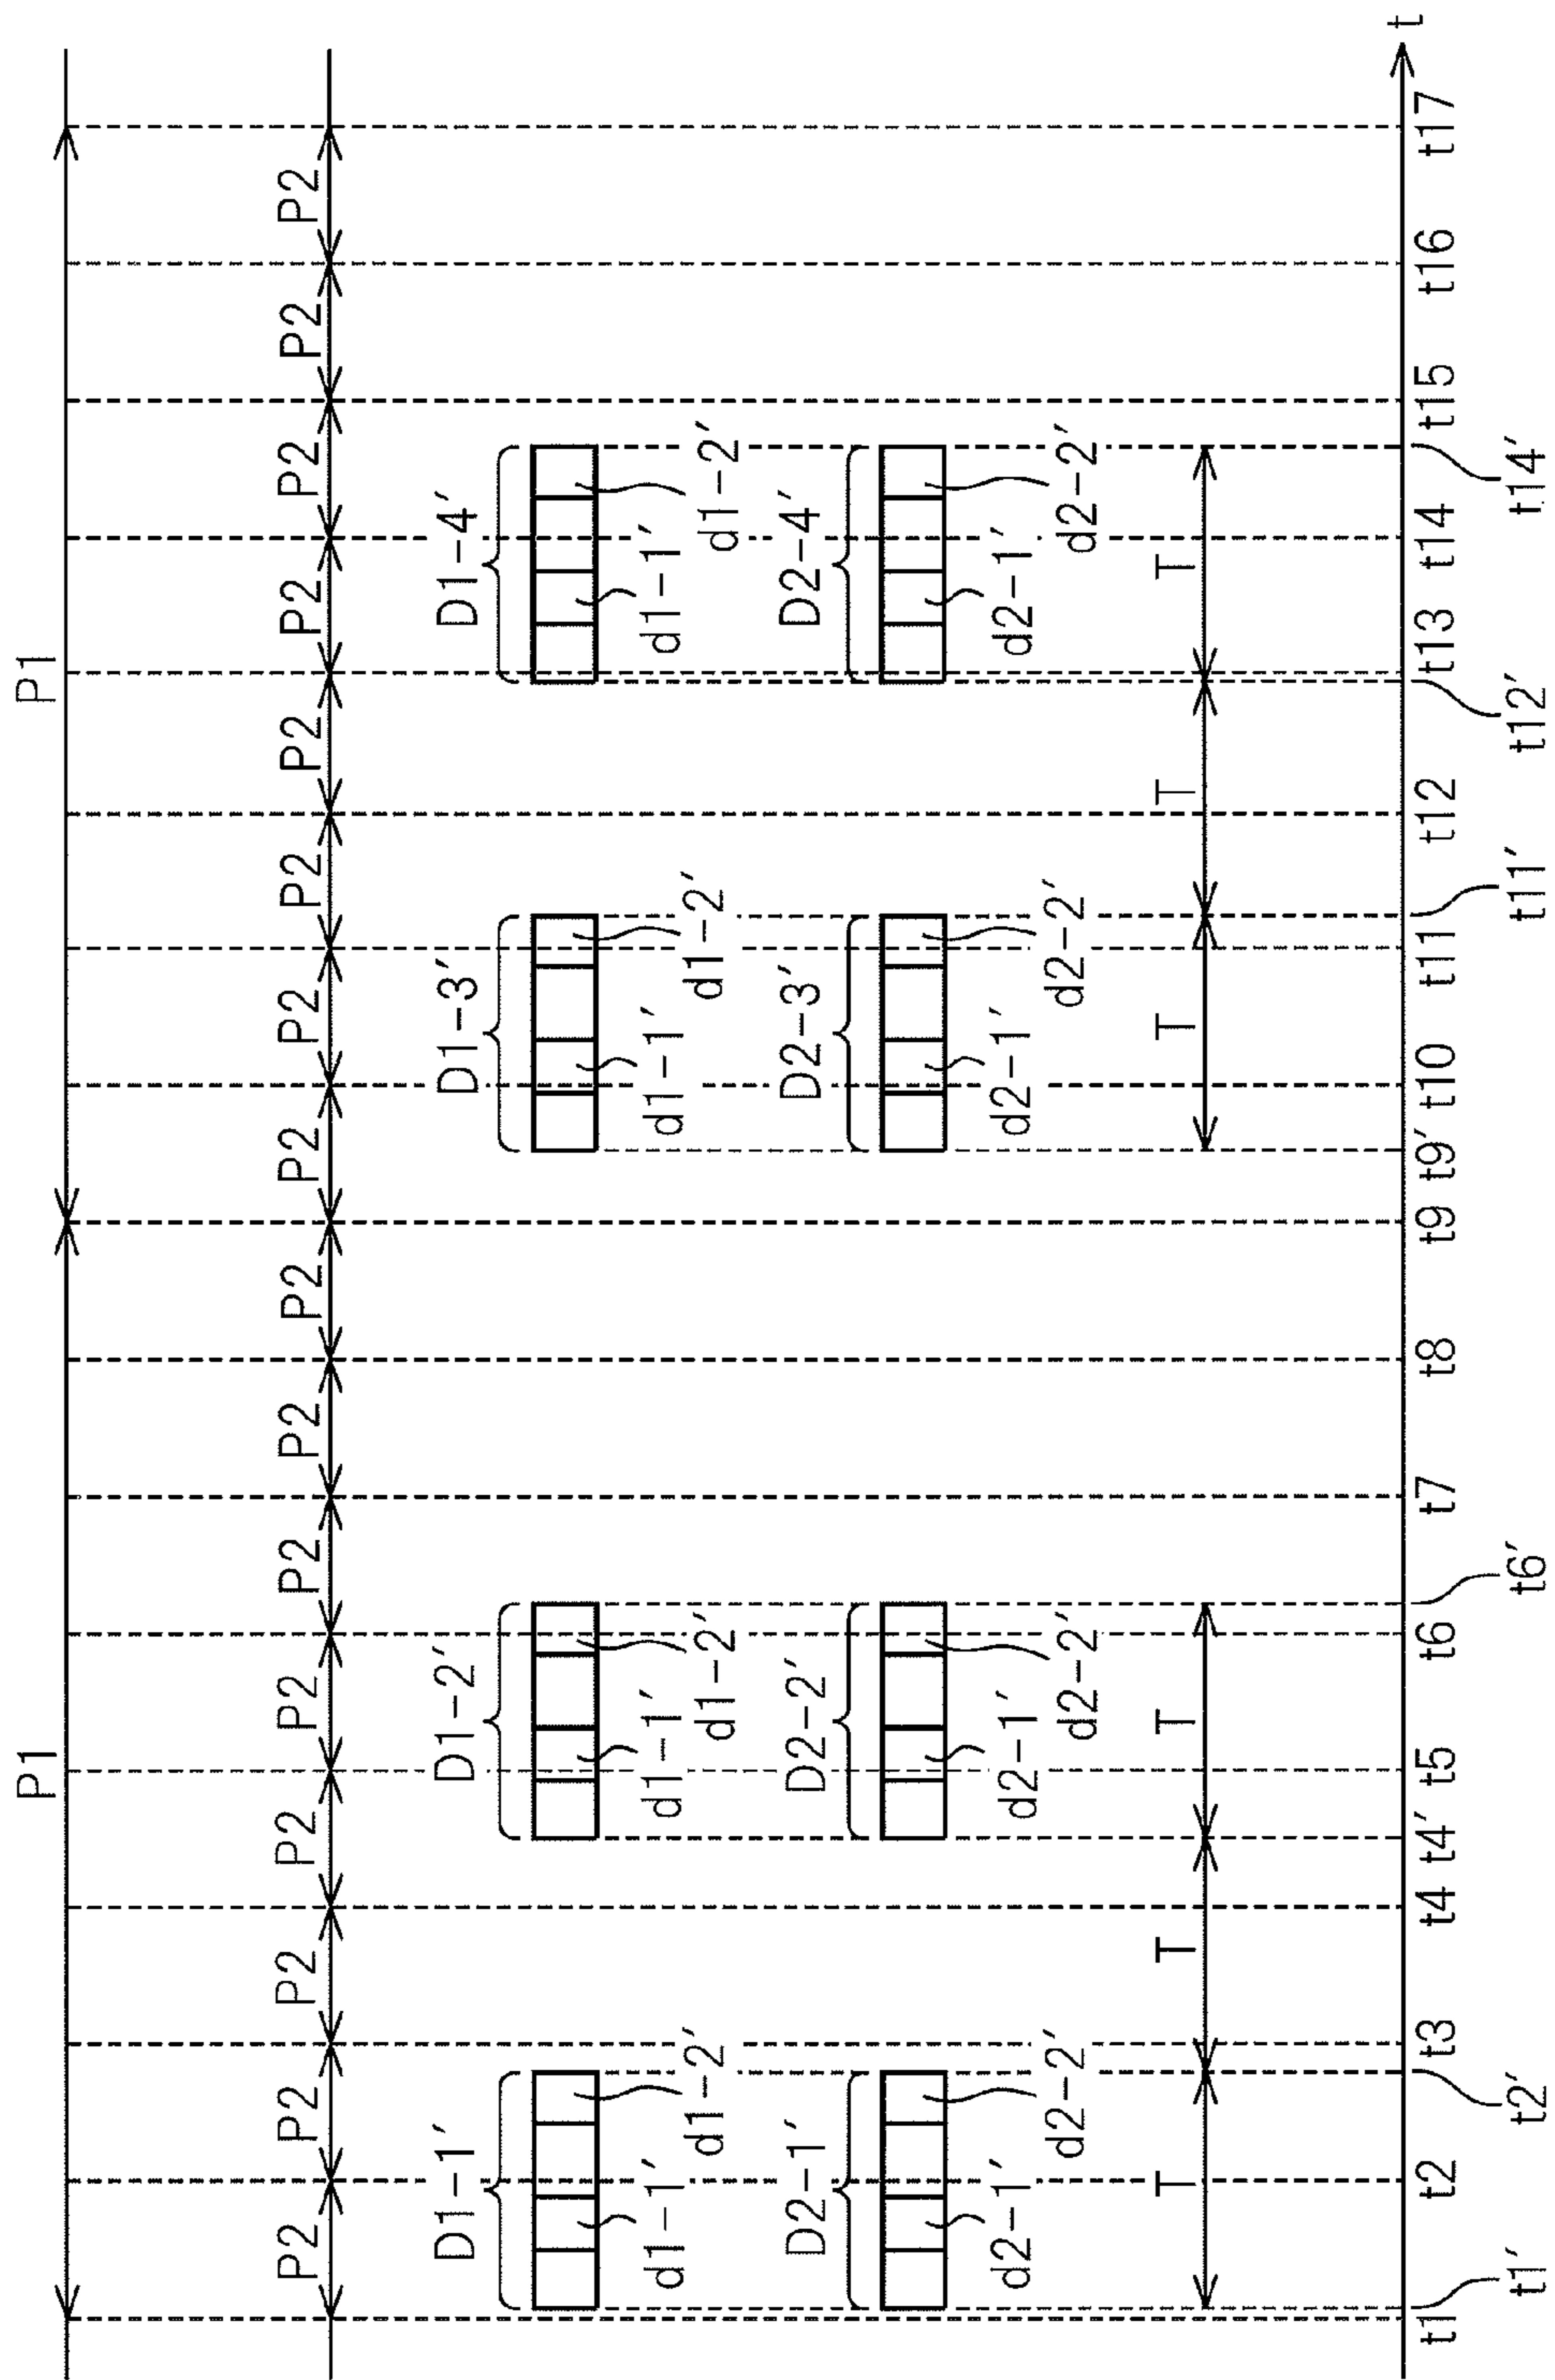 P1 P1
P2 P2 P2 P2 P2 P2 P2 P2 P2 P2 P2 P2 P2 P2 P2 P2
D1-1′ D1-2′ D1-3′ D1-4′
d1-1′ d1-2′ d1-1′ d1-2′ d1-1′ d1-2′ d1-1′ d1-2′
D2-1′ D2-2′ D2-3′ D2-4′
d2-1′ d2-2′ d2-1′ d2-2′ d2-1′ d2-2′ d2-1′ d2-2′
T T T T T T
t
t1 t2 t3 t4 t4′ t5 t6 t7 t8 t9 t9′ t10 t11 t12 t13 t14 t15 t16 t17
t1′ t2′ t6′ t11′ t12′ t14′